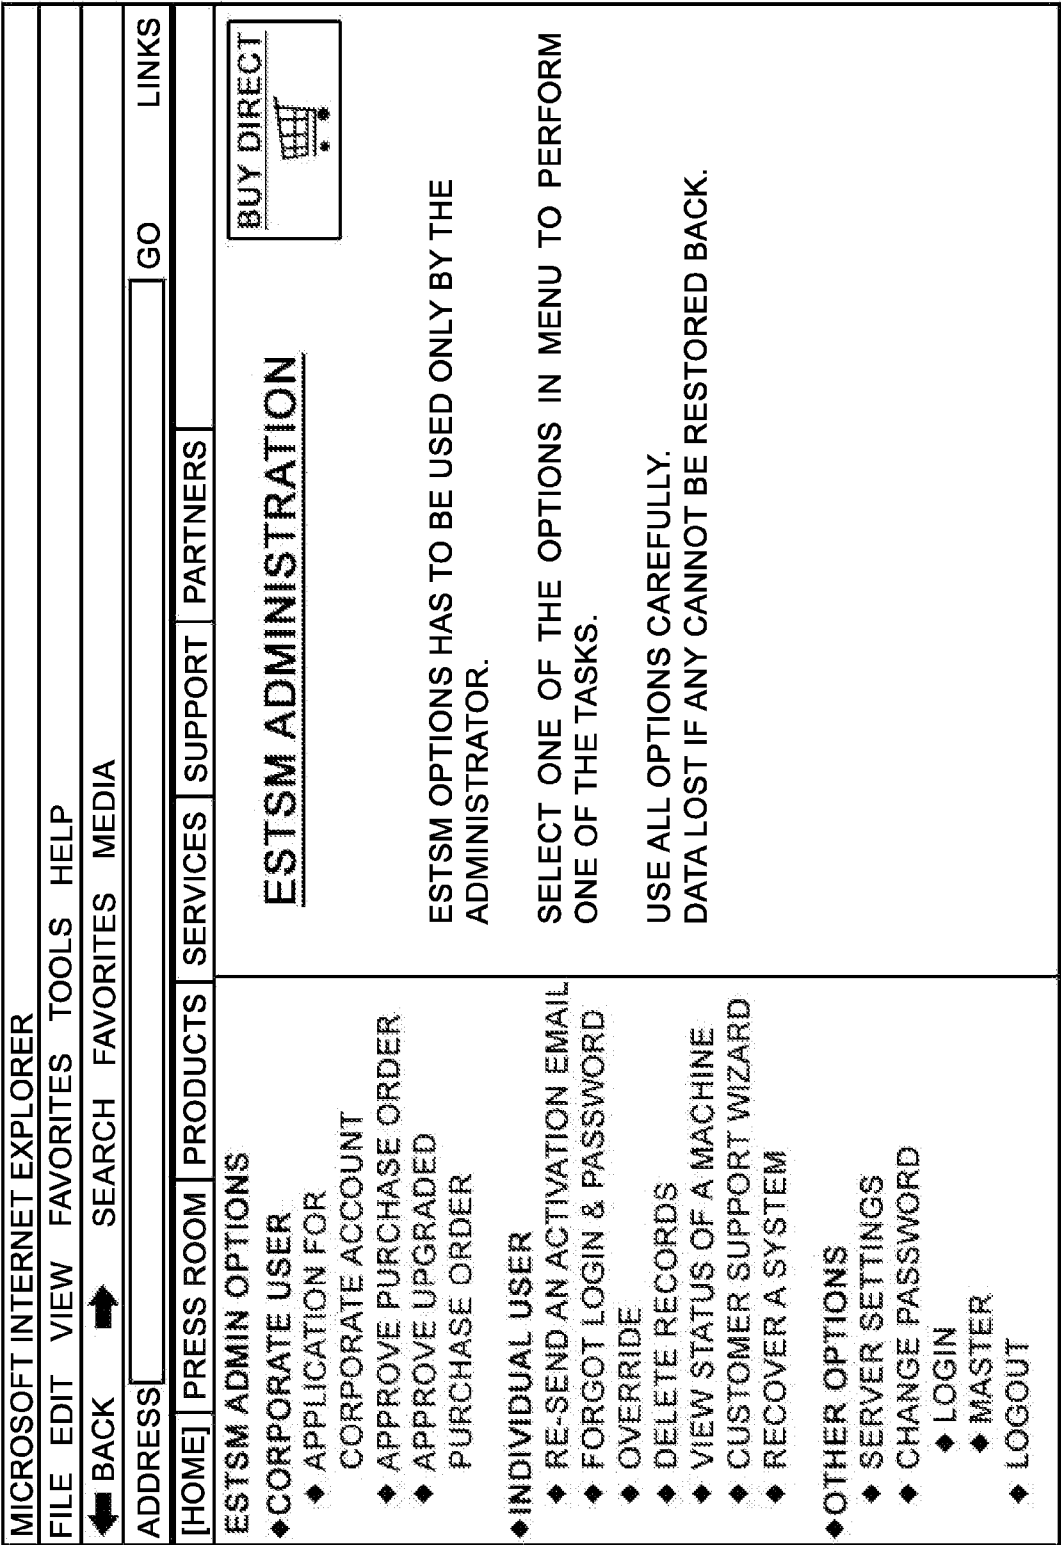 MICROSOFT INTERNET EXPLORER
FILE EDIT VIEW FAVORITES TOOLS HELP
BACK SEARCH FAVORITES MEDIA
ADDRESS GO LINKS
[HOME] PRESS ROOM PRODUCTS SERVICES SUPPORT PARTNERS
ESTSM ADMIN OPTIONS
◆CORPORATE USER
◆ APPLICATION FOR
CORPORATE ACCOUNT
◆ APPROVE PURCHASE ORDER
◆ APPROVE UPGRADED
PURCHASE ORDER
◆INDIVIDUAL USER
◆ RE-SEND AN ACTIVATION EMAIL
◆ FORGOT LOGIN & PASSWORD
◆ OVERRIDE
◆ DELETE RECORDS
◆ VIEW STATUS OF A MACHINE
◆ CUSTOMER SUPPORT WIZARD
◆ RECOVER A SYSTEM
◆OTHER OPTIONS
◆ SERVER SETTINGS
◆ CHANGE PASSWORD
◆ LOGIN
◆ MASTER
◆ LOGOUT
BUY DIRECT
ESTSM ADMINISTRATION
ESTSM OPTIONS HAS TO BE USED ONLY BY THE
ADMINISTRATOR.
SELECT ONE OF THE OPTIONS IN MENU TO PERFORM
ONE OF THE TASKS.
USE ALL OPTIONS CAREFULLY.
DATA LOST IF ANY CANNOT BE RESTORED BACK.